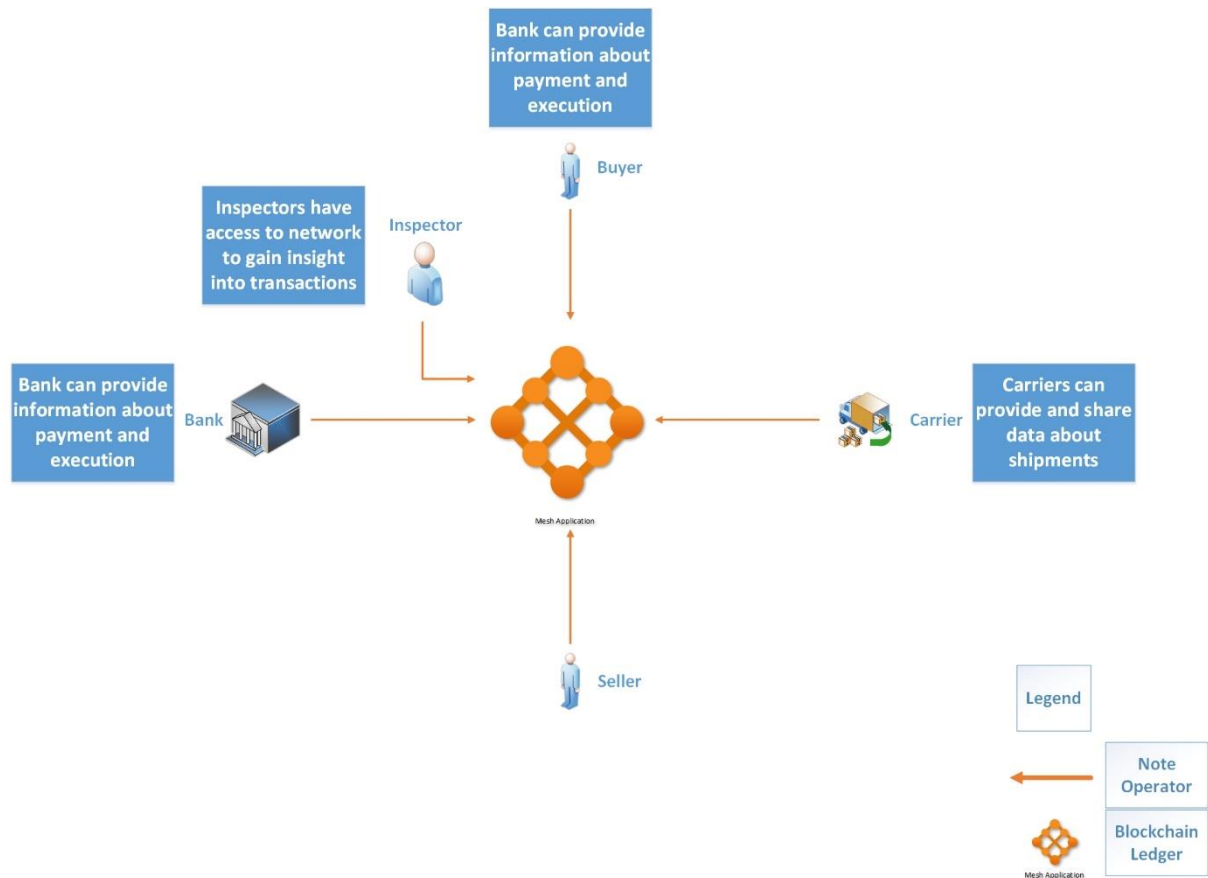 Bank can provide
information about
payment and
execution
Buyer
Inspectors have
access to network
to gain insight
into transactions
Inspector
Bank can provide
information about
payment and
execution
Bank
Carrier
Carriers can
provide and share
data about
shipments
Mesh Application
Seller
Legend
Note
Operator
Blockchain
Ledger
Mesh Application